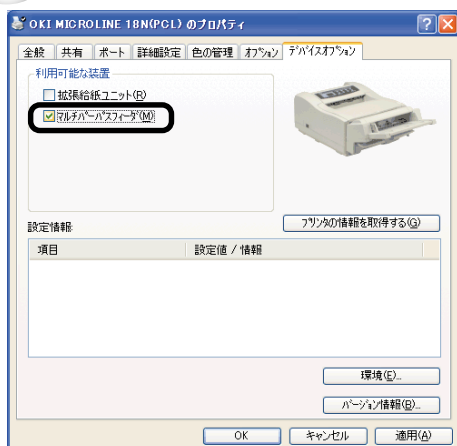 OKI MICROLINE 18N(PCL) のプロパティ
全般 共有 ポート 詳細設定 色の管理 オプション デバイスオプション
利用可能な装置
拡張給紙ユニット(R)
マルチパーパスフィーダ(M)
プリンタの情報を取得する(G)
設定情報:
項目 設定値 / 情報
環境(E)...
バージョン情報(B)...
OK キャンセル 適用(A)